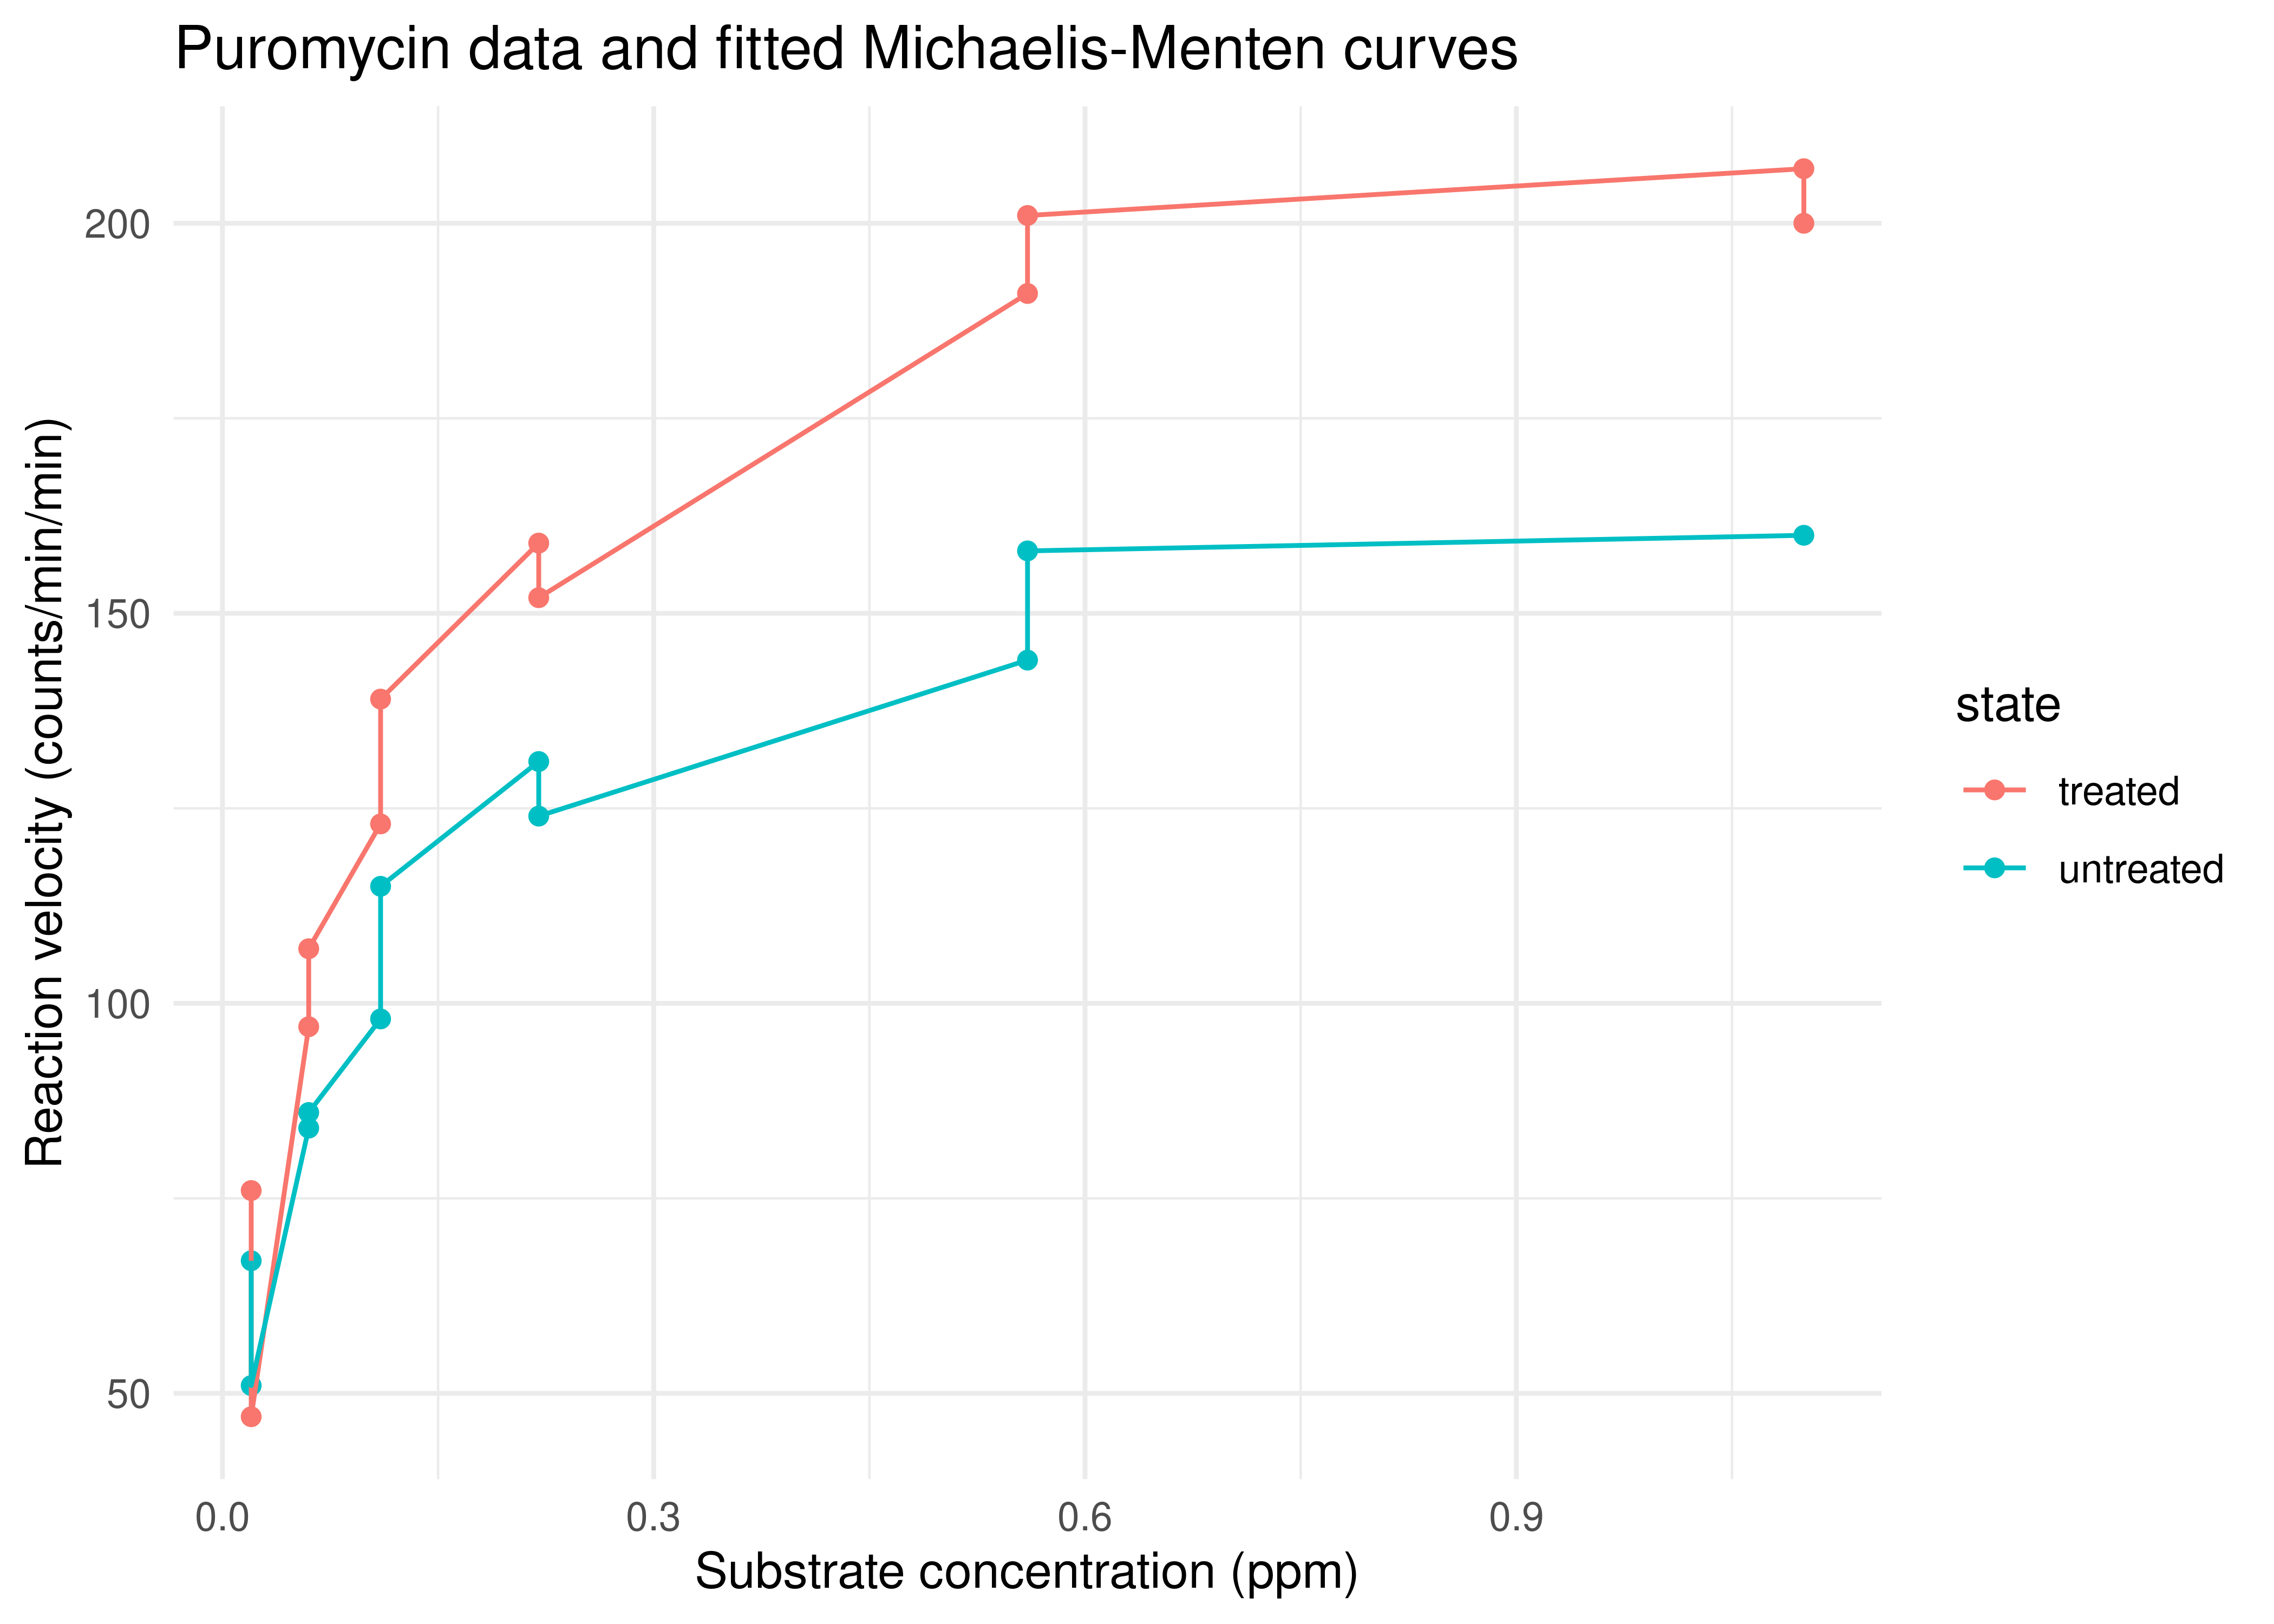 Puromycin data and fitted Michaelis-Menten curves
Reaction velocity (counts/min/min)
200
150
100
50
0.0
0.3
0.6
0.9
Substrate concentration (ppm)
state
treated
untreated